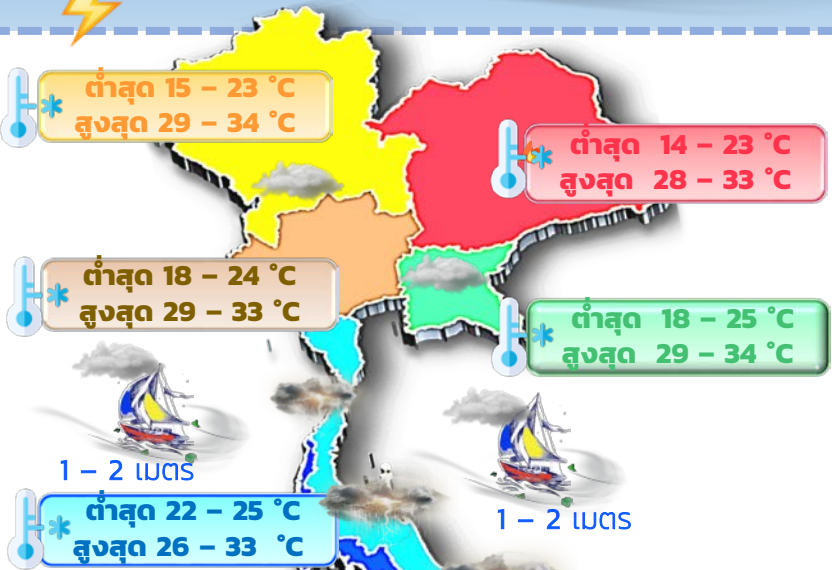 ต่ำสุด 15 – 23 °C
สูงสุด 29 – 34 °C
ต่ำสุด 14 – 23 °C
สูงสุด 28 – 33 °C
ต่ำสุด 18 – 24 °C
สูงสุด 29 – 33 °C
ต่ำสุด 18 – 25 °C
สูงสุด 29 – 34 °C
1 – 2 เมตร
1 – 2 เมตร
ต่ำสุด 22 – 25 °C
สูงสุด 26 – 33 °C